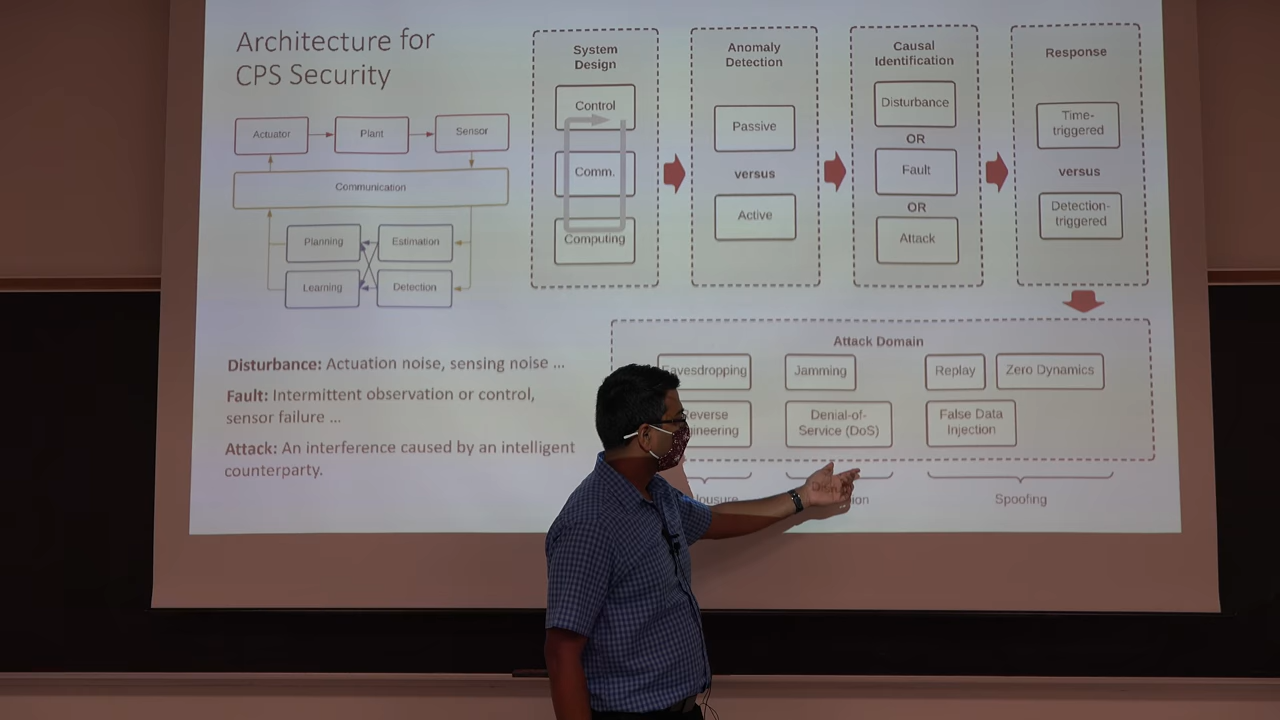 Architecture for
CPS Security
Actuator
Plant
Sensor
Communication
Planning
Estimation
Learning
Detection
System
Design
Control
Comm.
Computing
Anomaly
Detection
Passive
versus
Active
Causal
Identification
Disturbance
OR
Fault
OR
Attack
Response
Time-
triggered
versus
Detection-
triggered
Disturbance: Actuation noise, sensing noise ...
Fault: Intermittent observation or control,
sensor failure ...
Attack: An interference caused by an intelligent
counterparty.
Attack Domain
Eavesdropping
Jamming
Replay
Zero Dynamics
Reverse
Denial-of-
Service (DoS)
False Data
Injection
Spoofing